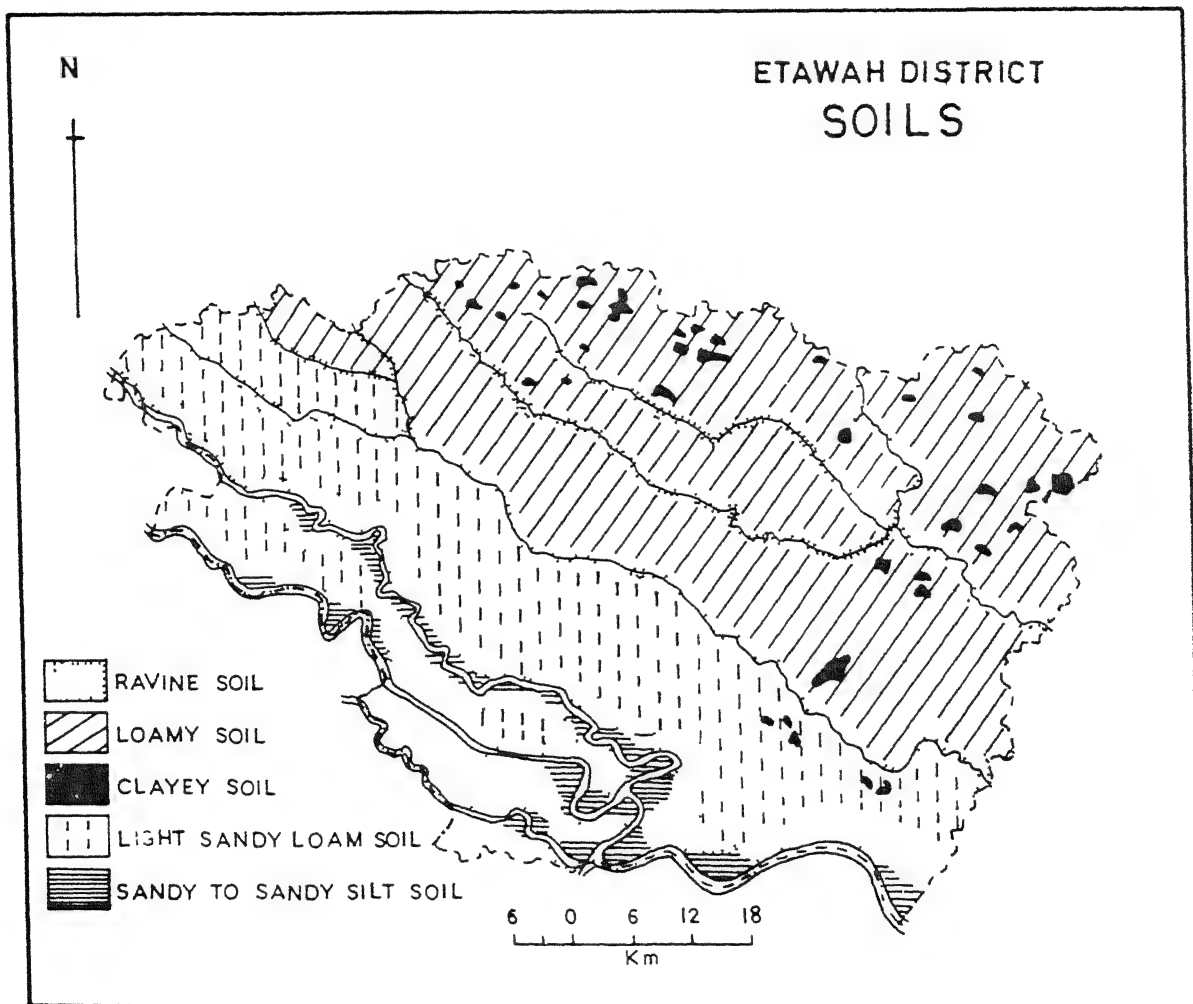 N
ETAWAH DISTRICT
SOILS
RAVINE SOIL
LOAMY SOIL
CLAYEY SOIL
LIGHT SANDY LOAM SOIL
SANDY TO SANDY SILT SOIL
6 0 6 12 18
Km